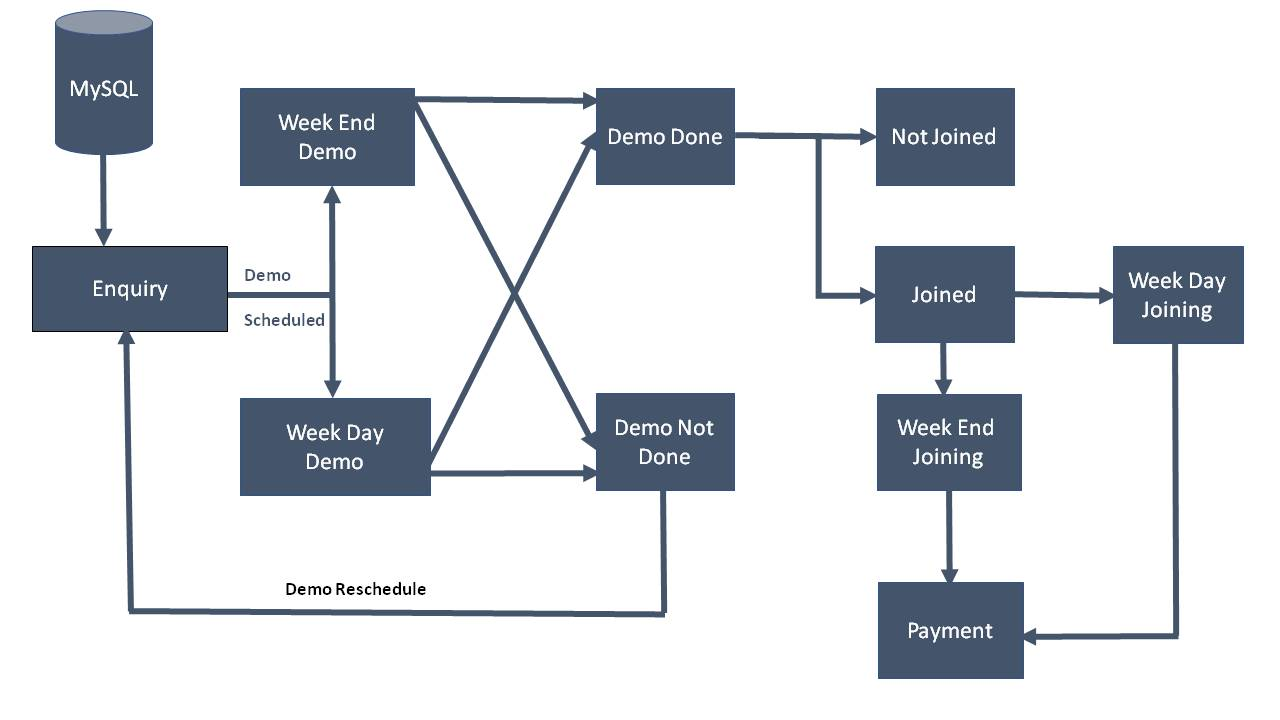 MySQL
Week End
Demo
Demo Done
Not Joined
Enquiry
Demo
Scheduled
Joined
Week Day
Joining
Week Day
Demo
Demo Not
Done
Week End
Joining
Demo Reschedule
Payment